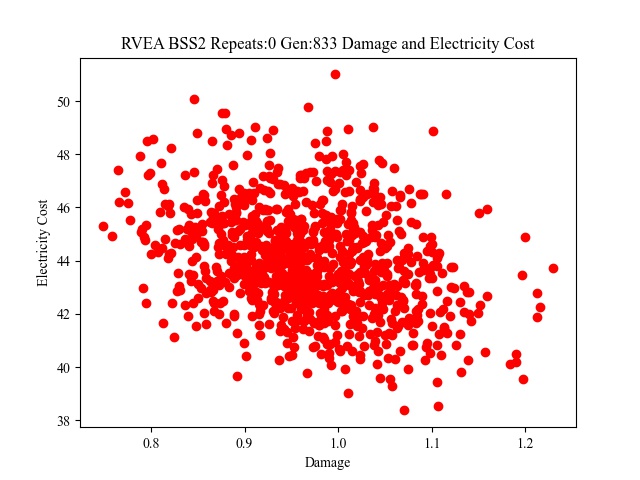 RVEA BSS2 Repeats:0 Gen:833 Damage and Electricity Cost
Electricity Cost
50
48
46
44
42
40
38
0.8 0.9 1.0 1.1 1.2
Damage